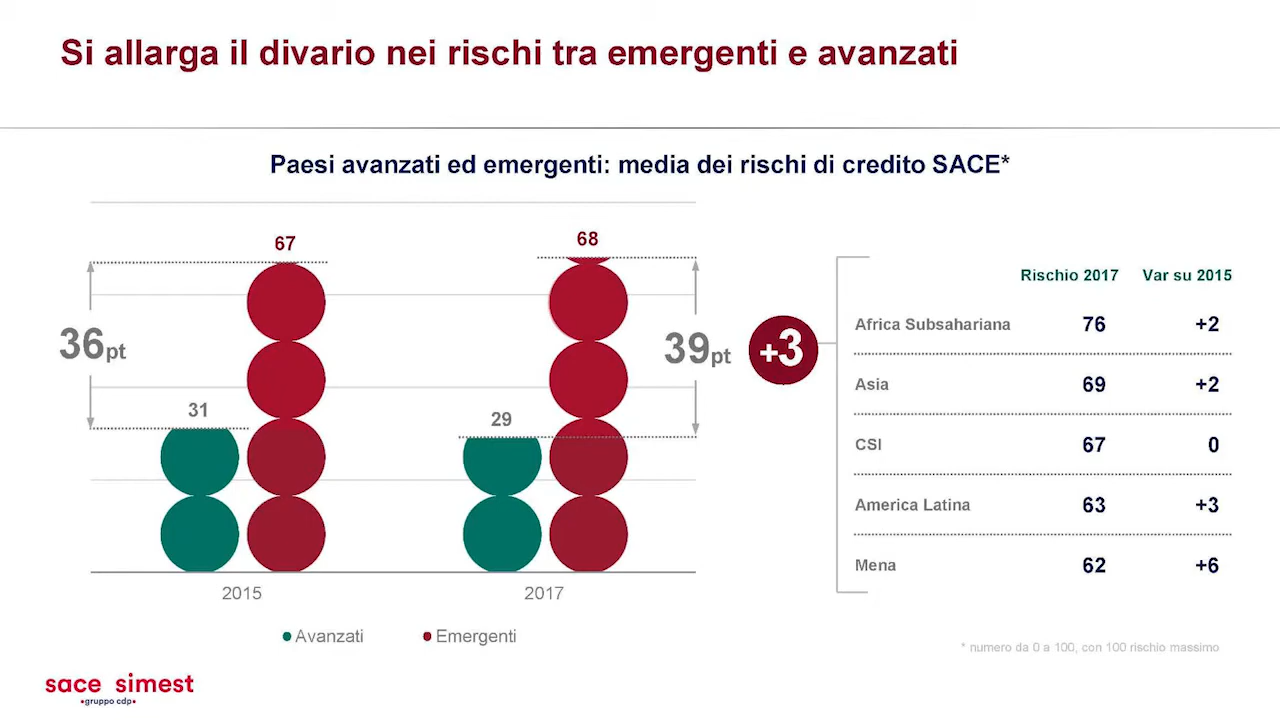 Si allarga il divario nei rischi tra emergenti e avanzati
Paesi avanzati ed emergenti: media dei rischi di credito SACE*
67
68
36pt
39pt
31
29
2015
2017
Avanzati
Emergenti
+3
Rischio 2017 Var su 2015
Africa Subsahariana 76 +2
Asia 69 +2
CSI 67 0
America Latina 63 +3
Mena 62 +6
* numero da 0 a 100, con 100 rischio massimo
sace simest
gruppo cdp